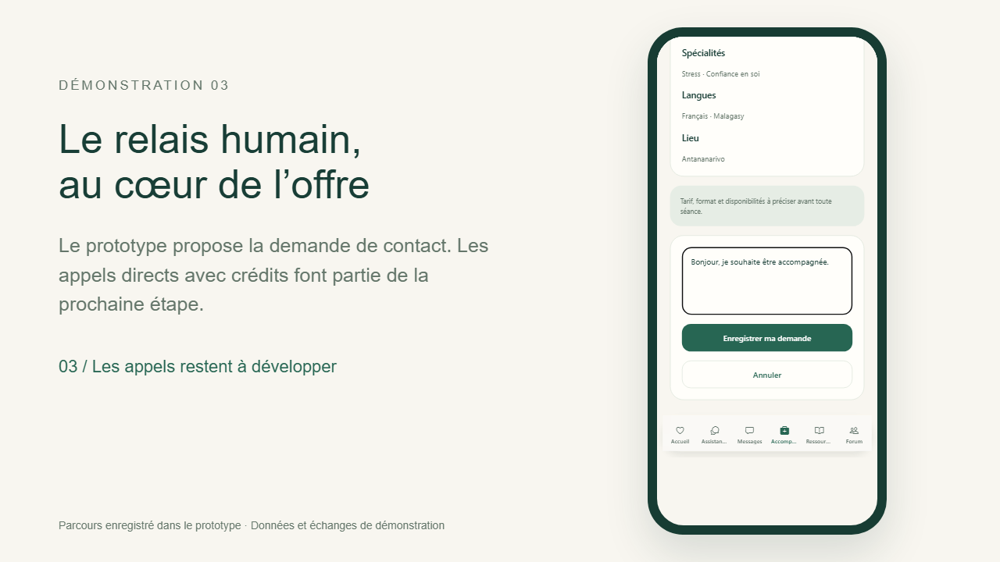 DÉMONSTRATION 03
Le relais humain,
au cœur de l’offre
Le prototype propose la demande de contact. Les
appels directs avec crédits font partie de la
prochaine étape.
03 / Les appels restent à développer
Parcours enregistré dans le prototype · Données et échanges de démonstration
Spécialités
Stress · Confiance en soi
Langues
Français · Malagasy
Lieu
Antananarivo
Tarif, format et disponibilités à préciser avant toute
séance.
Bonjour, je souhaite être accompagnée.
Enregistrer ma demande
Annuler
Accueil Assistan... Messages Accomp... Ressour... Forum